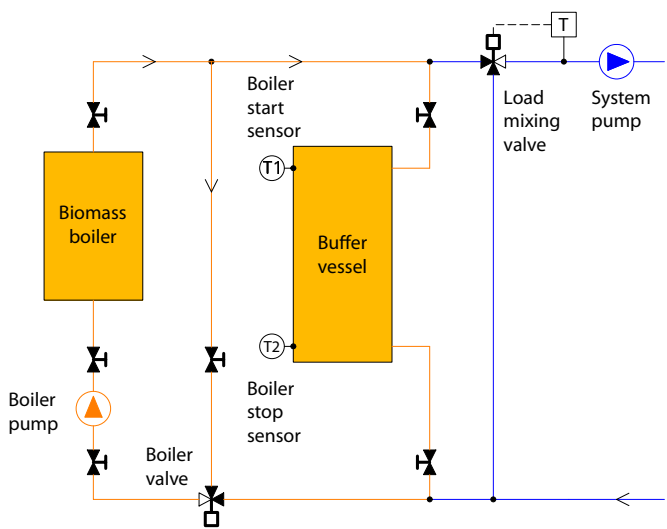 T
Boiler
start
sensor
Load
mixing
valve
System
pump
T1
Biomass
boiler
Buffer
vessel
T2
Boiler
pump
Boiler
stop
sensor
Boiler
valve